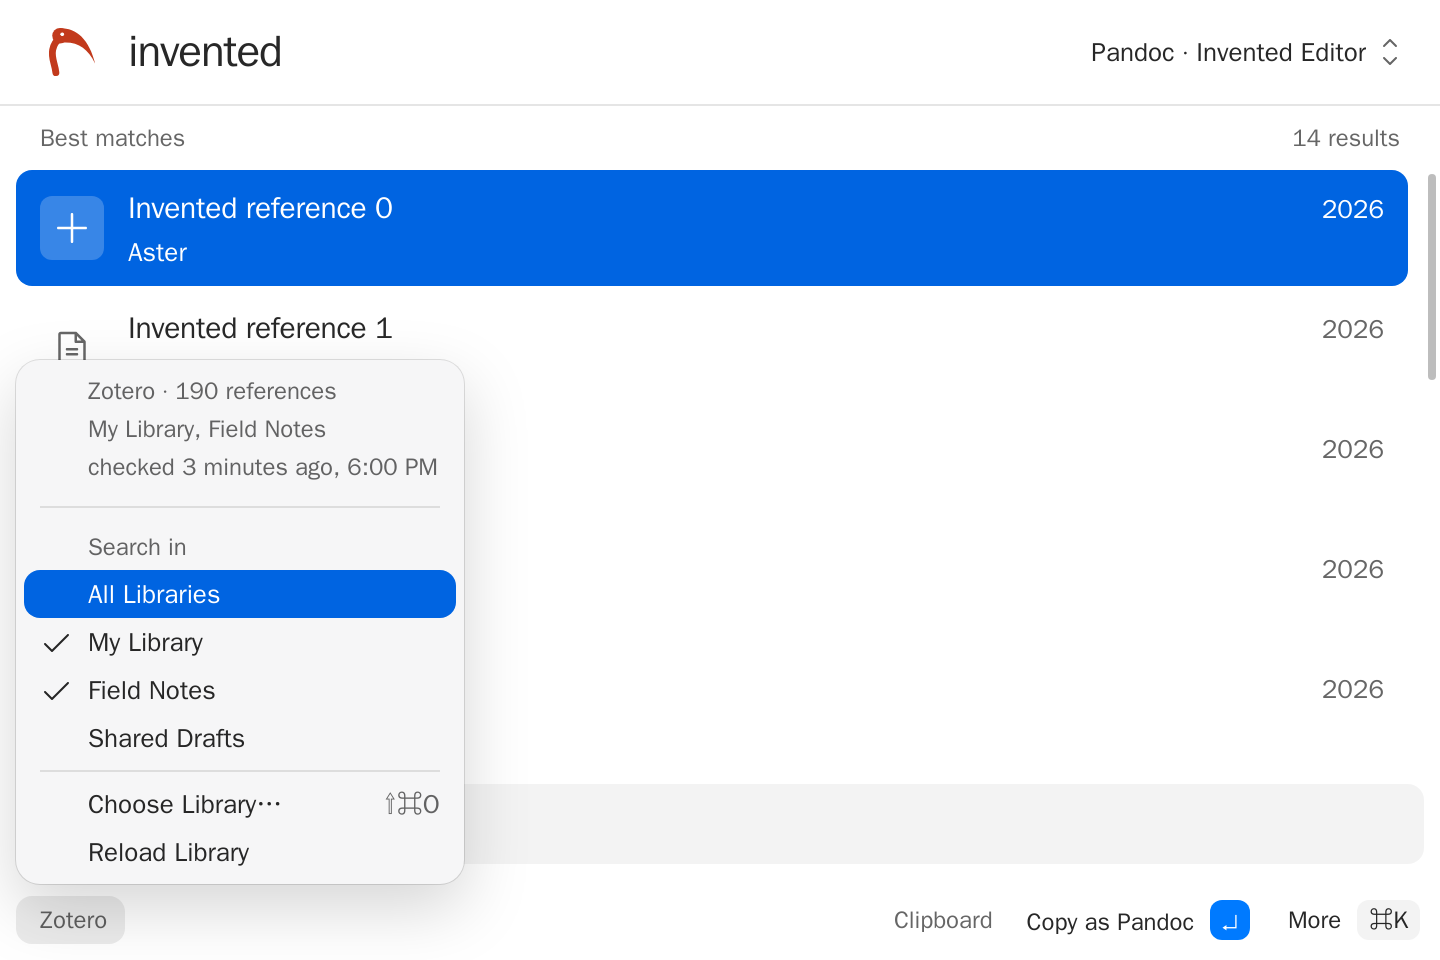 invented
Pandoc · Invented Editor
Best matches
14 results
Invented reference 0
2026
Aster
Invented reference 1
2026
Zotero · 190 references
My Library, Field Notes
2026
checked 3 minutes ago, 6:00 PM
Search in
2026
All Libraries
My Library
Field Notes
2026
Shared Drafts
Choose Library⋯
⇧⌘O
Reload Library
Zotero
Clipboard
Copy as Pandoc
More
⌘K